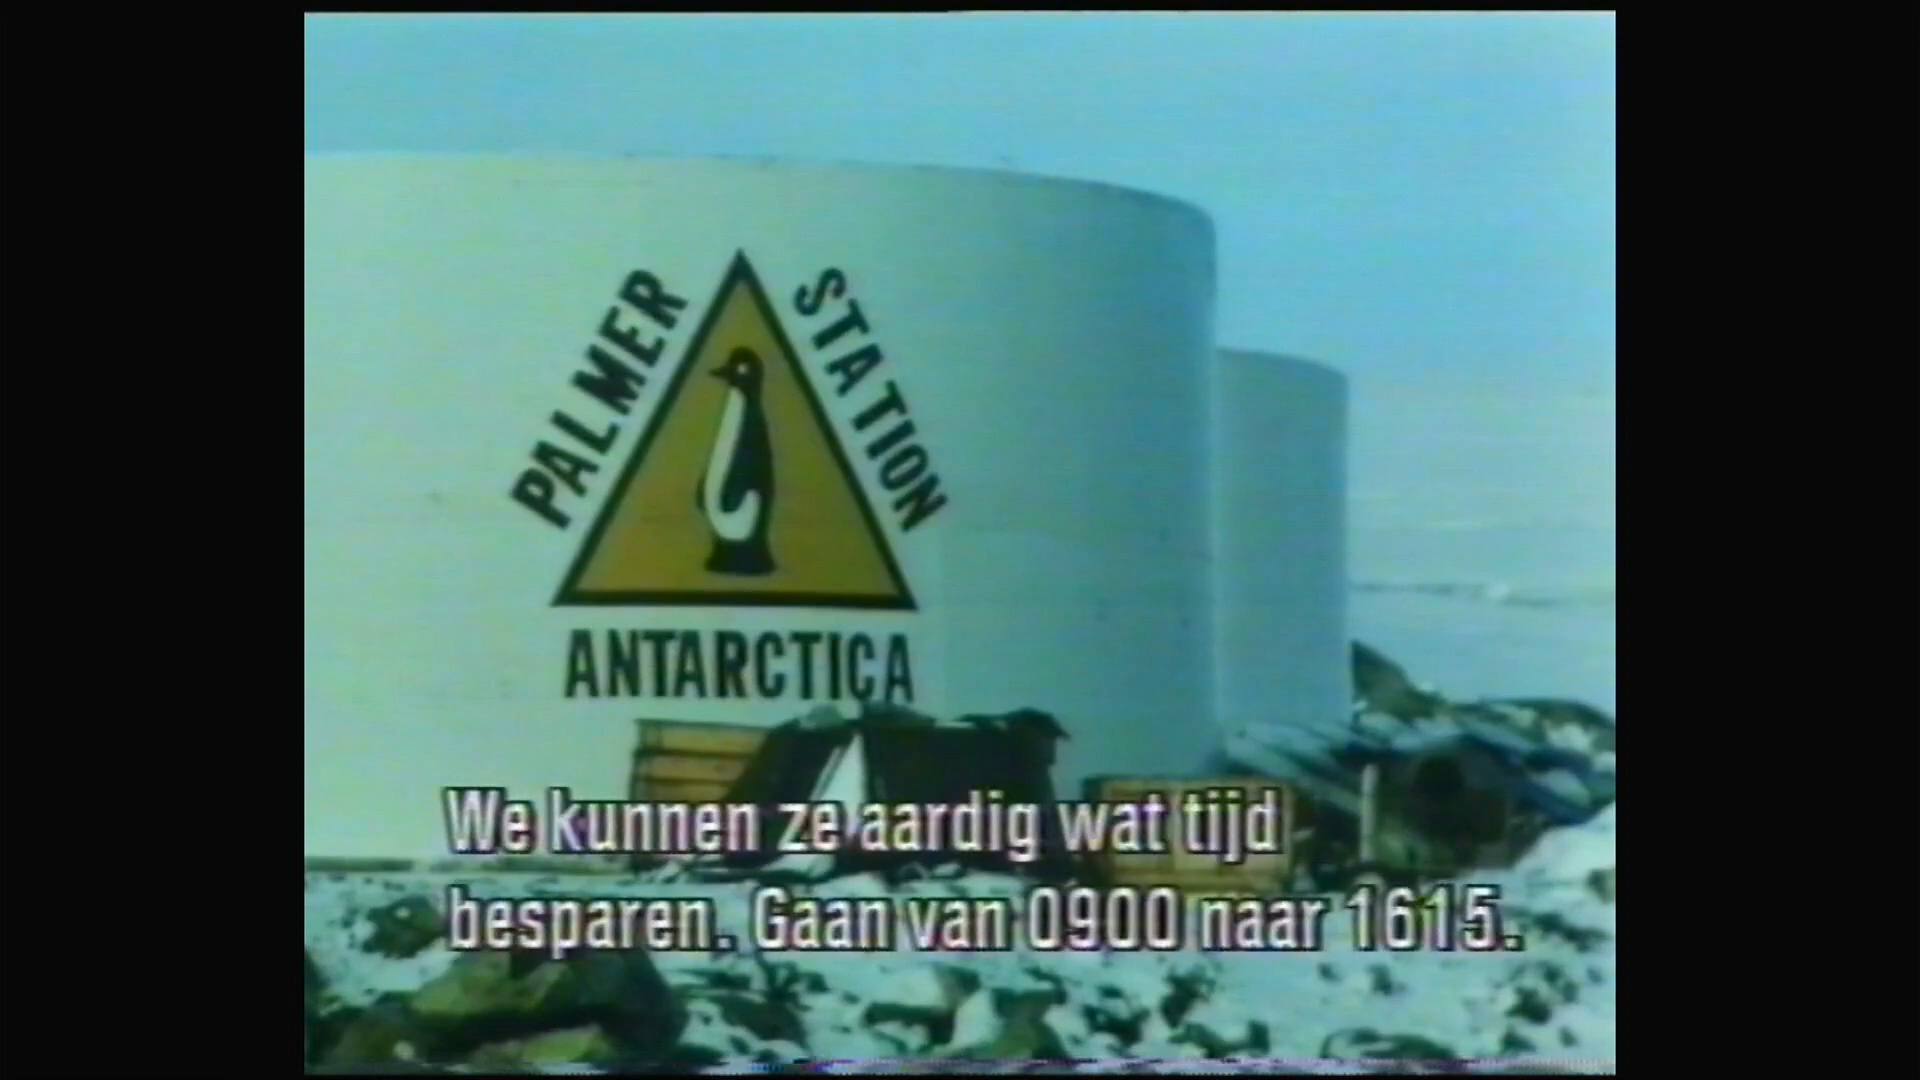 PALMER STATION
ANTARCTICA
We kunnen ze aardig wat tijd
besparen. Gaan van 0900 naar 1615.